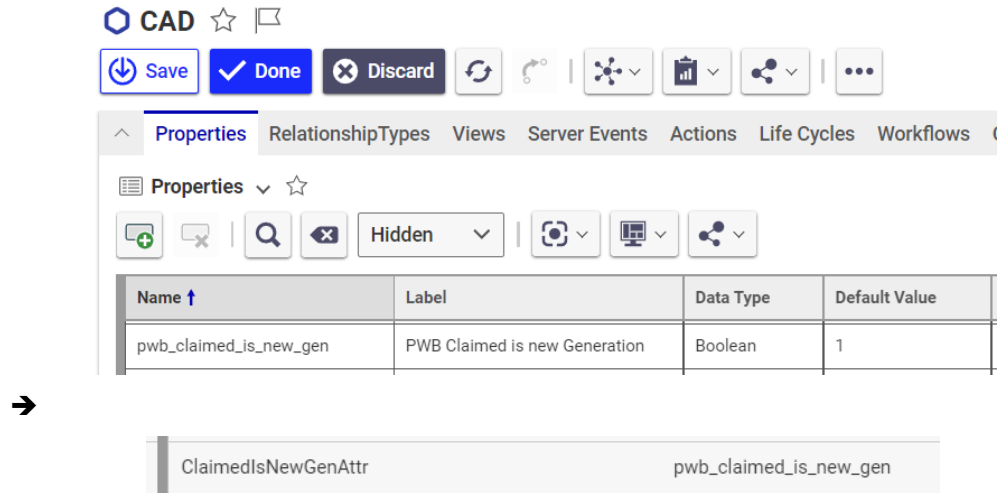 CAD
Save Done Discard
Properties RelationshipTypes Views Server Events Actions Life Cycles Workflows
Properties
Hidden
Name Label Data Type Default Value
pwb_claimed_is_new_gen PWB Claimed is new Generation Boolean 1
ClaimedIsNewGenAttr pwb_claimed_is_new_gen